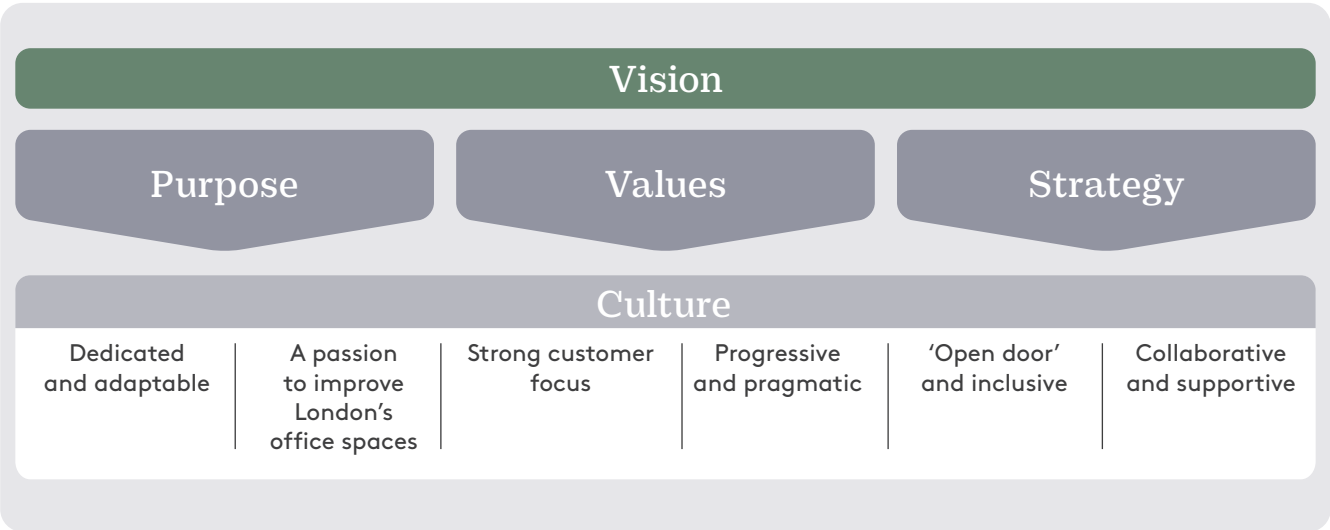 Vision
Purpose
Values
Strategy
Culture
Dedicated
and adaptable
A passion
to improve
London’s
office spaces
Strong customer
focus
Progressive
and pragmatic
‘Open door’
and inclusive
Collaborative
and supportive